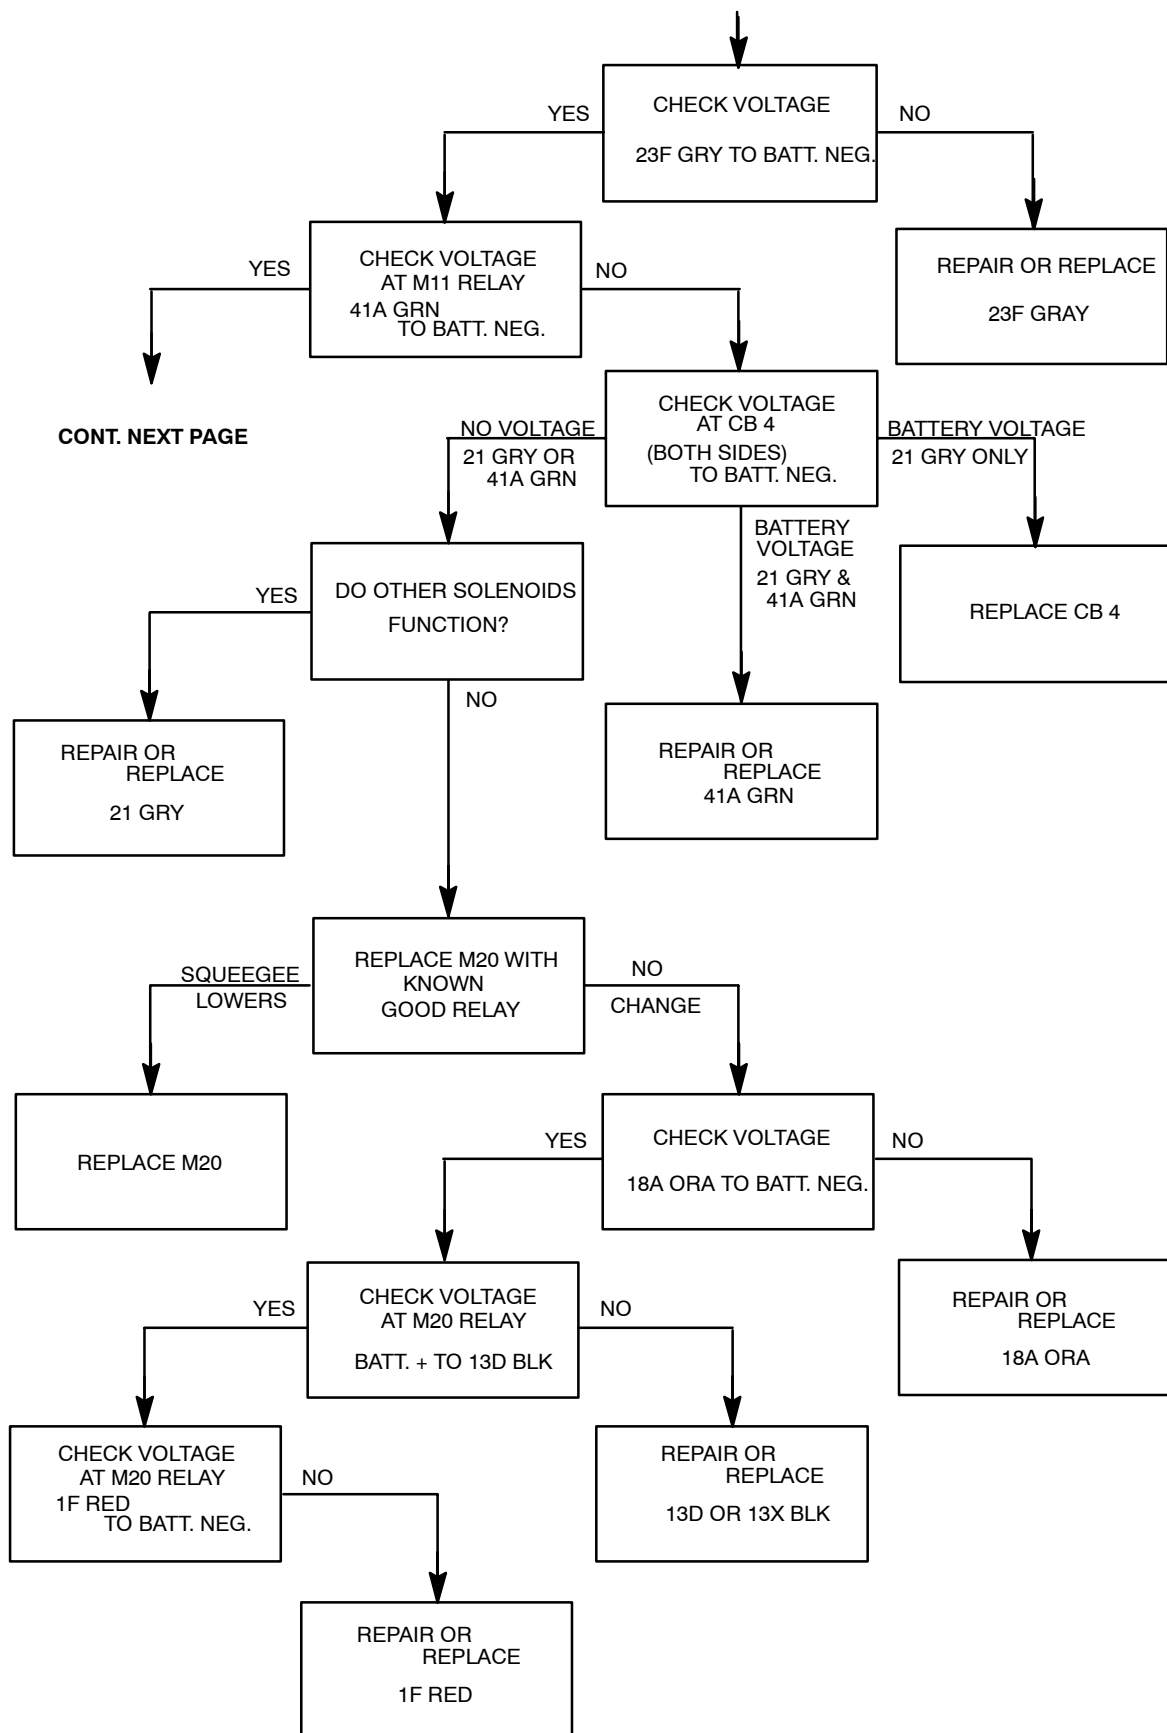 CHECK VOLTAGE
23F GRY TO BATT. NEG.
YES
NO
CHECK VOLTAGE
AT M11 RELAY
41A GRN
TO BATT. NEG.
YES
NO
REPAIR OR REPLACE
23F GRAY
CONT. NEXT PAGE
CHECK VOLTAGE
AT CB 4
(BOTH SIDES)
TO BATT. NEG.
NO VOLTAGE
21 GRY OR
41A GRN
BATTERY VOLTAGE
21 GRY ONLY
BATTERY
VOLTAGE
21 GRY &
41A GRN
DO OTHER SOLENOIDS
FUNCTION?
YES
NO
REPLACE CB 4
REPAIR OR
REPLACE
21 GRY
REPAIR OR
REPLACE
41A GRN
REPLACE M20 WITH
KNOWN
GOOD RELAY
SQUEEGEE
LOWERS
NO
CHANGE
REPLACE M20
CHECK VOLTAGE
18A ORA TO BATT. NEG.
YES
NO
CHECK VOLTAGE
AT M20 RELAY
BATT. + TO 13D BLK
YES
NO
REPAIR OR
REPLACE
18A ORA
CHECK VOLTAGE
AT M20 RELAY
1F RED
TO BATT. NEG.
NO
REPAIR OR
REPLACE
13D OR 13X BLK
REPAIR OR
REPLACE
1F RED